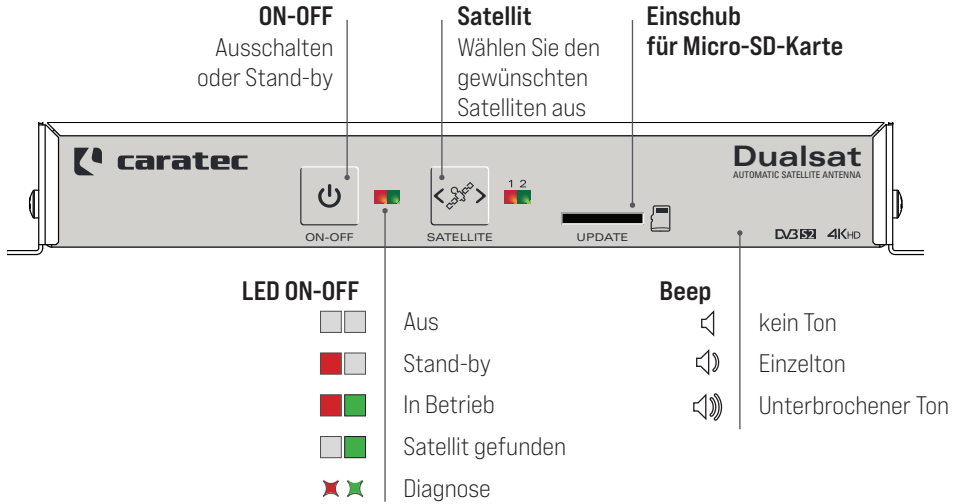 ON-OFF
Ausschalten
oder Stand-by
Satellit
Wählen Sie den
gewünschten
Satelliten aus
Einschub
für Micro-SD-Karte
caratec
ON-OFF
SATELLITE
1 2
UPDATE
Dualsat
AUTOMATIC SATELLITE ANTENNA
DVB S2 4K HD
LED ON-OFF
Aus
Stand-by
In Betrieb
Satellit gefunden
Diagnose
Beep
kein Ton
Einzelton
Unterbrochener Ton